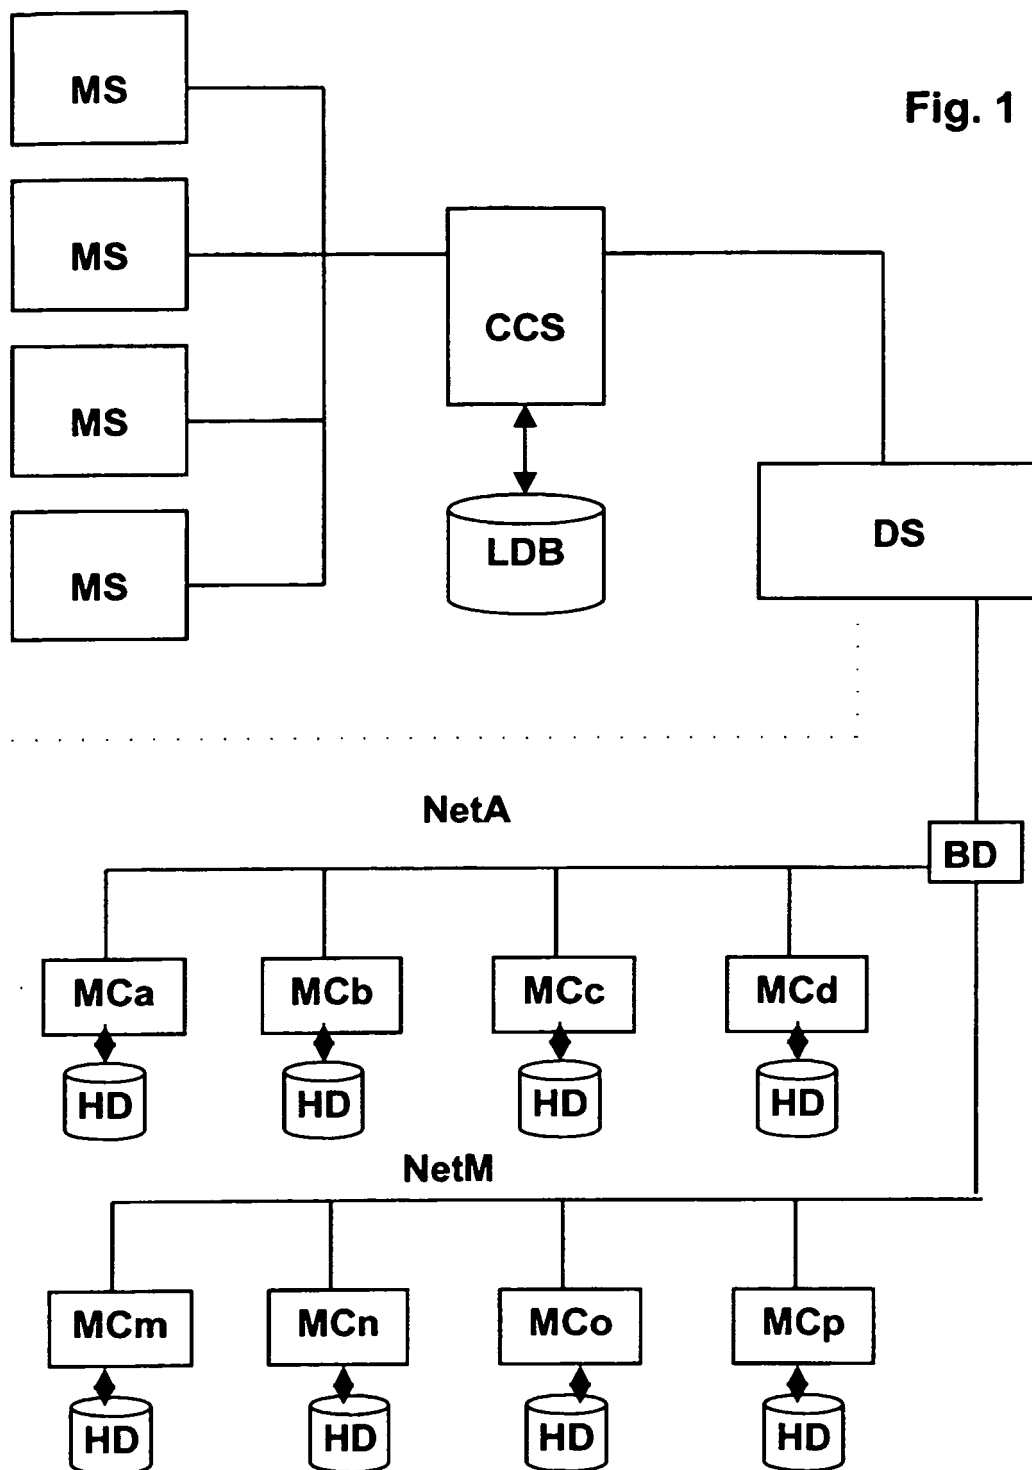 MS
Fig. 1
MS
CCS
MS
DS
LDB
MS
NetA
BD
MCa
MCb
MCc
MCd
HD
HD
HD
HD
NetM
MCm
MCn
MCo
MCp
HD
HD
HD
HD